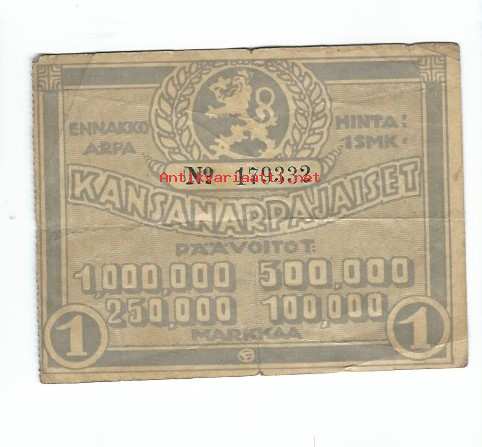 ENNAKKO ARPA
HINTA: 1 SMK.
№ 179332
Antikvariaatti.net
KANSANARPAJAISET
PÄÄVOITOT:
1,000,000 500,000
250,000 100,000
MARKKAA
1 1